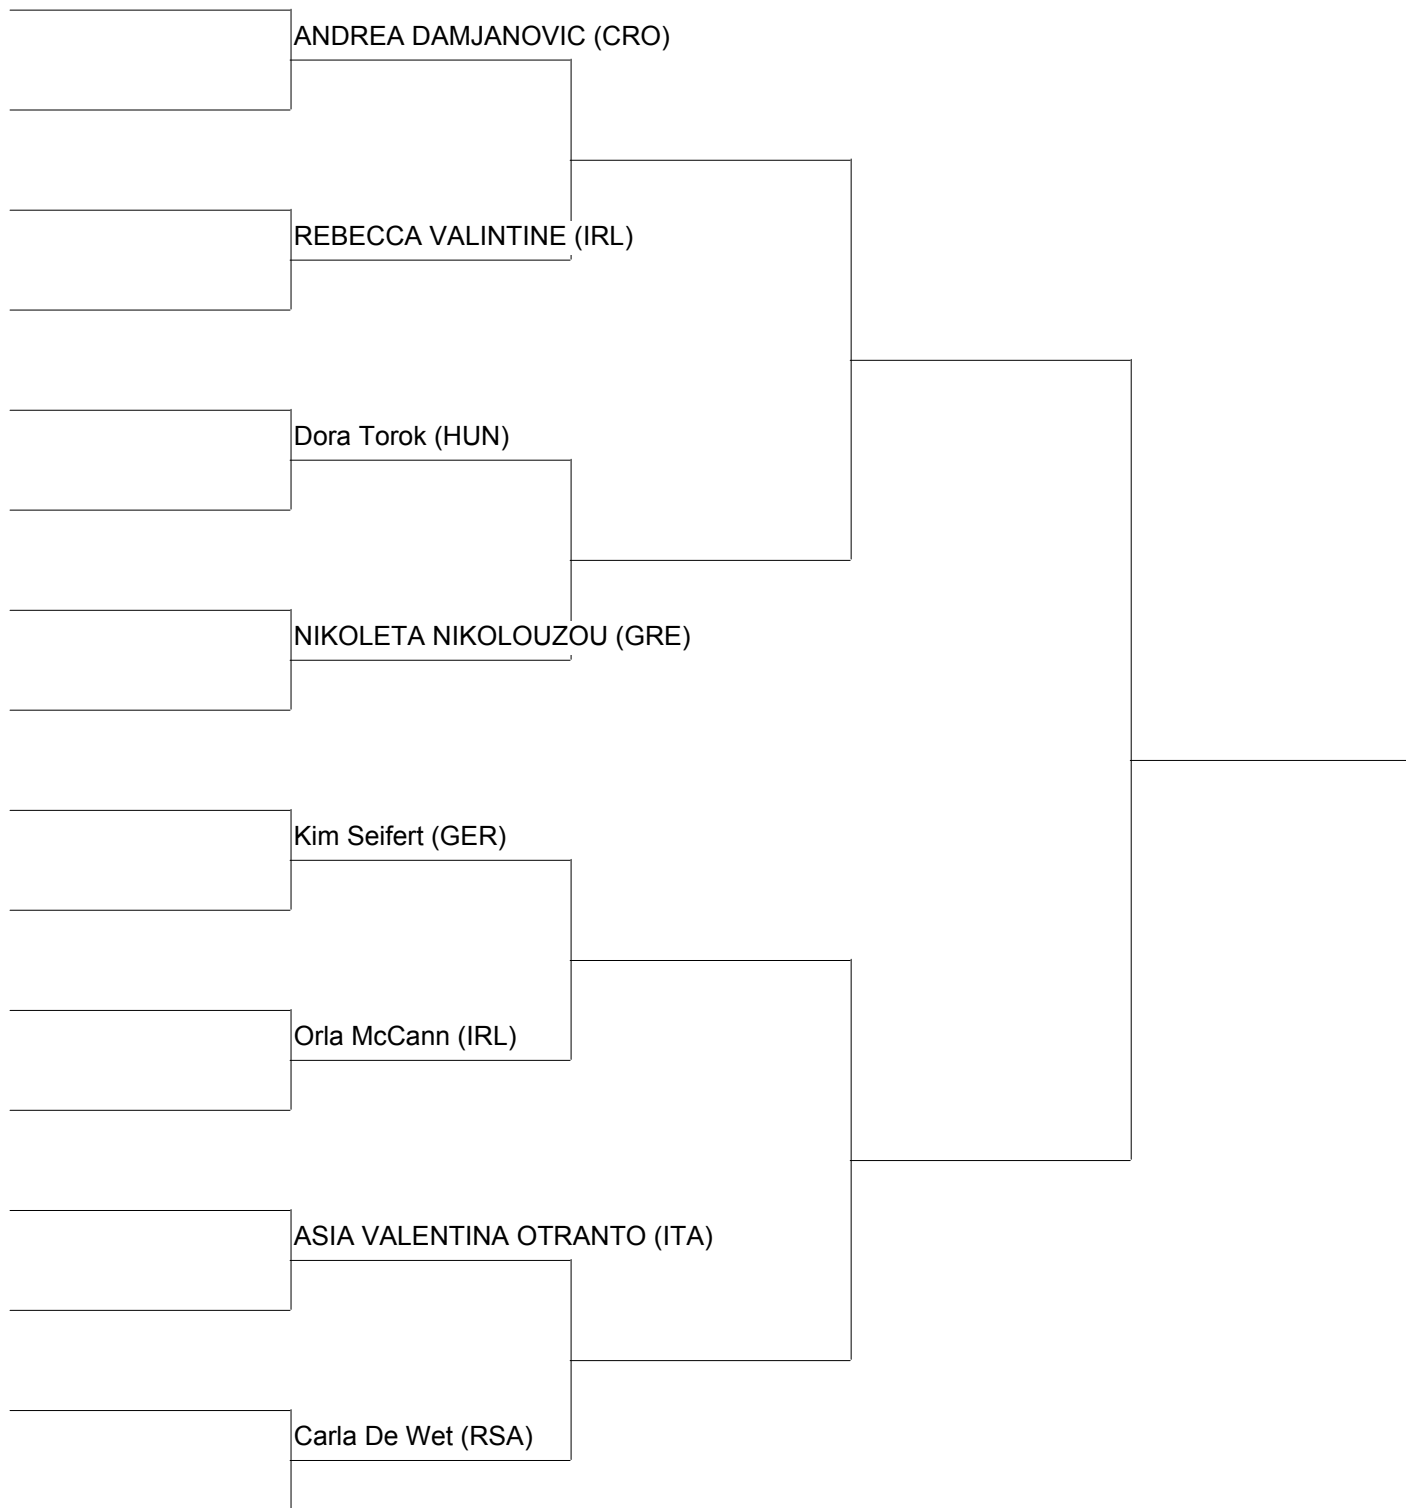 ANDREA DAMJANOVIC (CRO)
REBECCA VALINTINE (IRL)
Dora Torok (HUN)
NIKOLETA NIKOLOUZOU (GRE)
Kim Seifert (GER)
Orla McCann (IRL)
ASIA VALENTINA OTRANTO (ITA)
Carla De Wet (RSA)